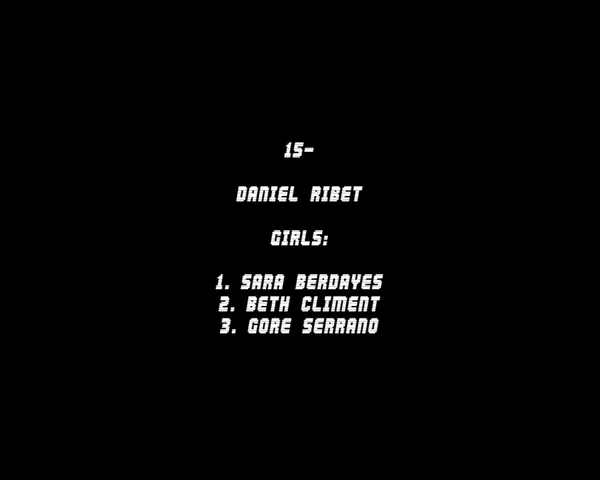 15-
DANIEL RIBET
GIRLS:
1. SARA BERDAYES
2. BETH CLIMENT
3. GORE SERRANO